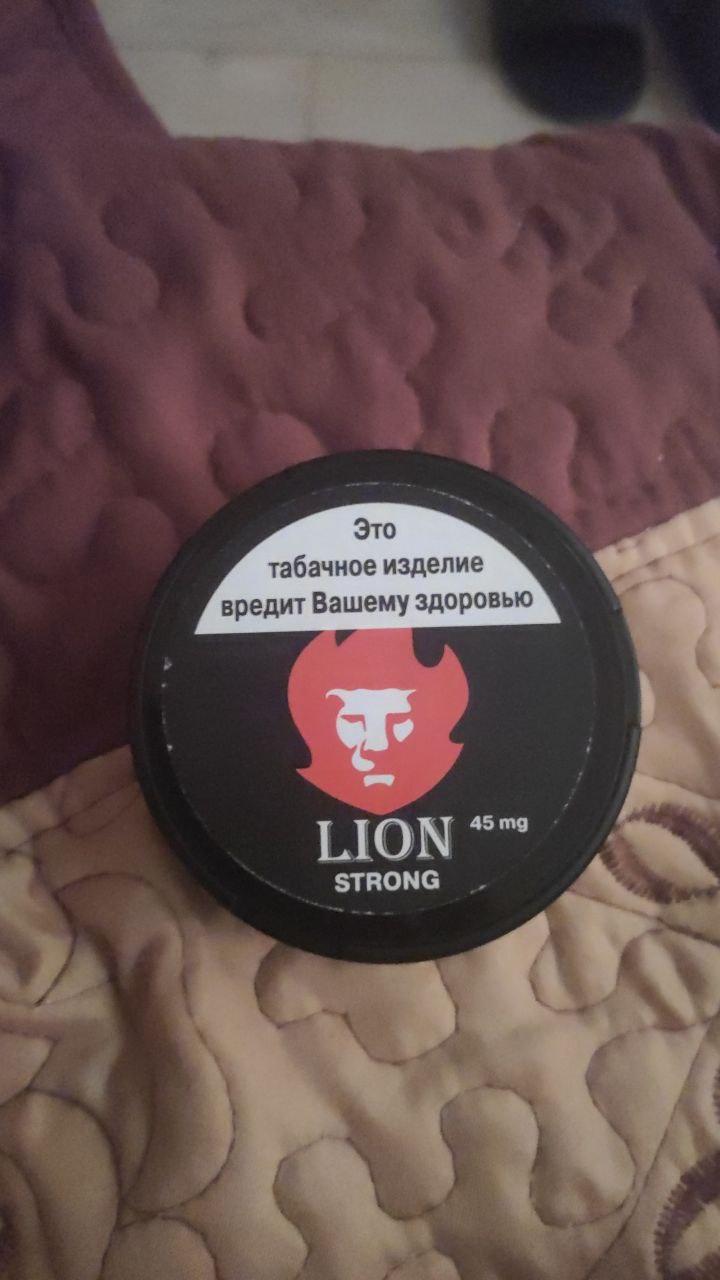 Это
табачное изделие
вредит Вашему здоровью
LION 45 mg
STRONG